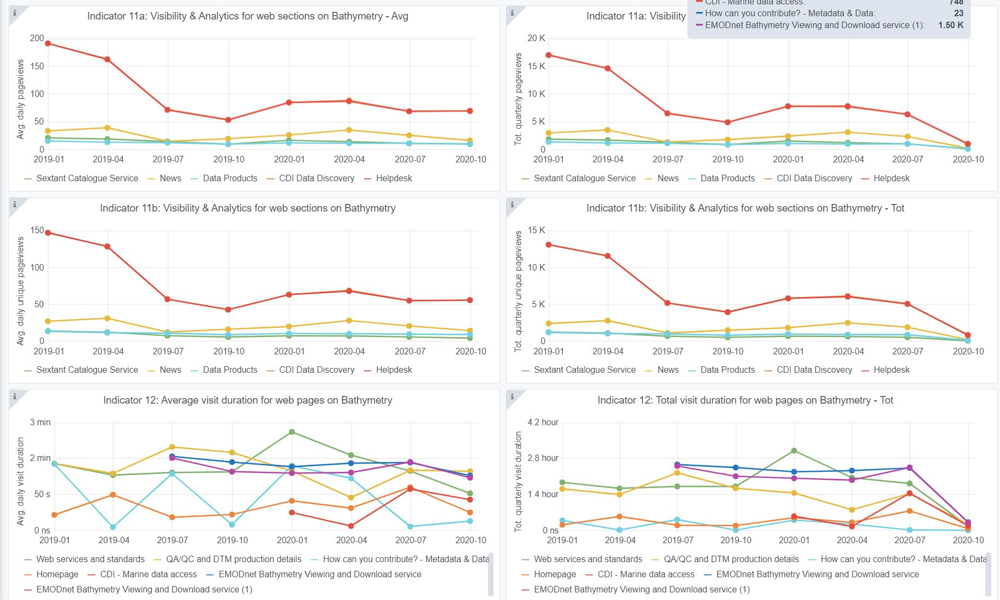 CDI - Marine data access: 748
How can you contribute? - Metadata & Data: 23
EMODnet Bathymetry Viewing and Download service (1): 1.50 K
i
Indicator 11a: Visibility & Analytics for web sections on Bathymetry - Avg
Avg. daily pageviews
200
150
100
50
0
2019-01 2019-04 2019-07 2019-10 2020-01 2020-04 2020-07 2020-10
Sextant Catalogue Service News Data Products CDI Data Discovery Helpdesk
i
Indicator 11a: Visibility
Tot. quarterly pageviews
20 K
15 K
10 K
5 K
0
2019-01 2019-04 2019-07 2019-10 2020-01 2020-04 2020-07 2020-10
Sextant Catalogue Service News Data Products CDI Data Discovery Helpdesk
i
Indicator 11b: Visibility & Analytics for web sections on Bathymetry
Avg. daily unique pageviews
150
100
50
0
2019-01 2019-04 2019-07 2019-10 2020-01 2020-04 2020-07 2020-10
Sextant Catalogue Service News Data Products CDI Data Discovery Helpdesk
i
Indicator 11b: Visibility & Analytics for web sections on Bathymetry - Tot
Tot. quarterly unique pageviews
15 K
10 K
5 K
0
2019-01 2019-04 2019-07 2019-10 2020-01 2020-04 2020-07 2020-10
Sextant Catalogue Service News Data Products CDI Data Discovery Helpdesk
i
Indicator 12: Average visit duration for web pages on Bathymetry
Avg. daily visit duration
3 min
2 min
50 s
0 ns
2019-01 2019-04 2019-07 2019-10 2020-01 2020-04 2020-07 2020-10
Web services and standards QA/QC and DTM production details How can you contribute? - Metadata & Data
Homepage CDI - Marine data access EMODnet Bathymetry Viewing and Download service
EMODnet Bathymetry Viewing and Download service (1)
i
Indicator 12: Total visit duration for web pages on Bathymetry - Tot
Tot. quarterly visit duration
4.2 hour
2.8 hour
1.4 hour
0 ns
2019-01 2019-04 2019-07 2019-10 2020-01 2020-04 2020-07 2020-10
Web services and standards QA/QC and DTM production details How can you contribute? - Metadata & Data
Homepage CDI - Marine data access EMODnet Bathymetry Viewing and Download service
EMODnet Bathymetry Viewing and Download service (1)